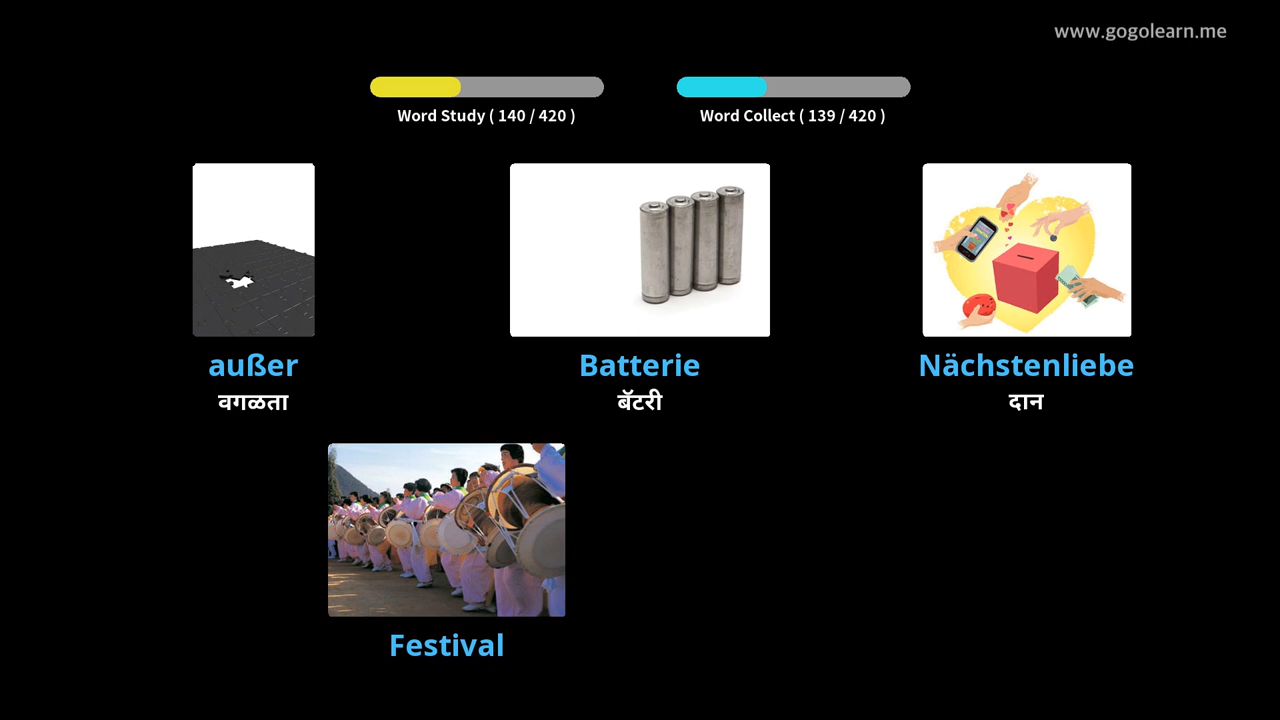 www.gogolearn.me
Word Study ( 140 / 420 )
Word Collect ( 139 / 420 )
außer
Batterie
Nächstenliebe
वगळता
बॅटरी
दान
Festival